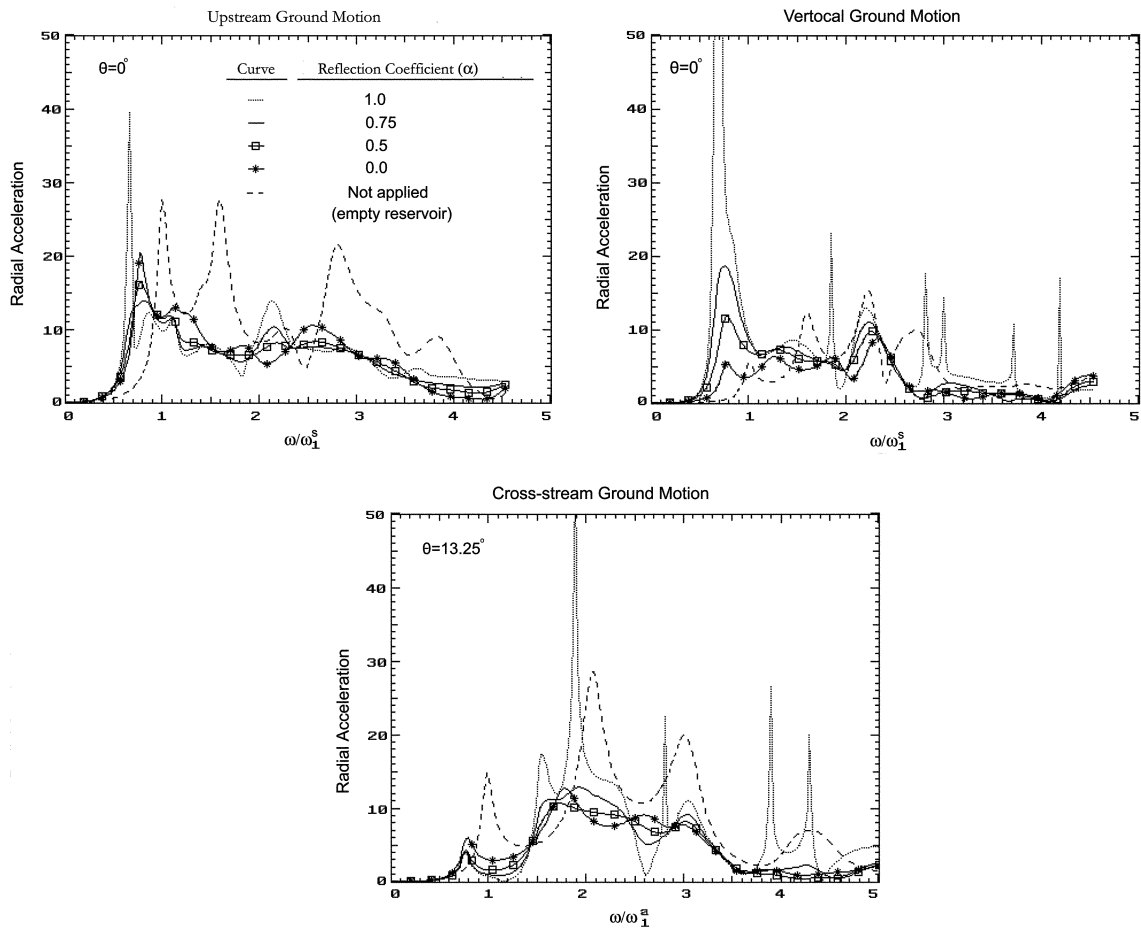 Upstream Ground Motion
50
40
30
20
10
0
Radial Acceleration
θ=0°
Curve Reflection Coefficient (α)
1.0
0.75
0.5
0.0
Not applied
(empty reservoir)
0 1 2 3 4 5
ω/ω₁ˢ
Vertocal Ground Motion
50
40
30
20
10
0
Radial Acceleration
θ=0°
0 1 2 3 4 5
ω/ω₁ˢ
Cross-stream Ground Motion
50
40
30
20
10
0
Radial Acceleration
θ=13.25°
0 1 2 3 4 5
ω/ω₁ᵃ